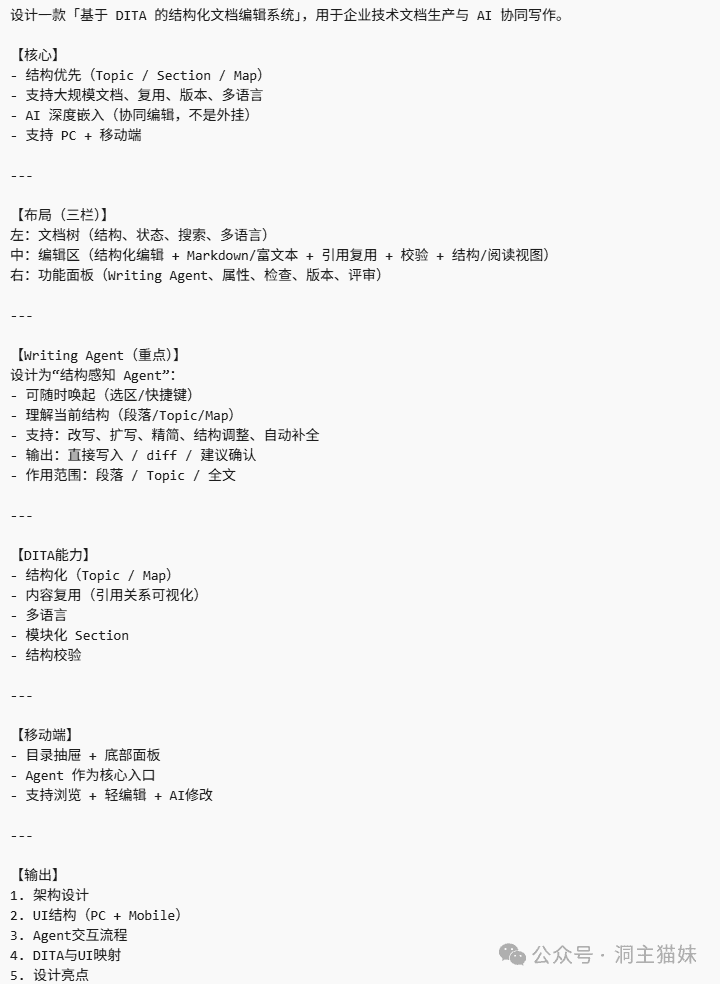 设计一款「基于 DITA 的结构化文档编辑系统」，用于企业技术文档生产与 AI 协同写作。
【核心】
- 结构优先（Topic / Section / Map）
- 支持大规模文档、复用、版本、多语言
- AI 深度嵌入（协同编辑，不是外挂）
- 支持 PC + 移动端
---
【布局（三栏）】
左：文档树（结构、状态、搜索、多语言）
中：编辑区（结构化编辑 + Markdown/富文本 + 引用复用 + 校验 + 结构/阅读视图）
右：功能面板（Writing Agent、属性、检查、版本、评审）
---
【Writing Agent（重点）】
设计为“结构感知 Agent”：
- 可随时唤起（选区/快捷键）
- 理解当前结构（段落/Topic/Map）
- 支持：改写、扩写、精简、结构调整、自动补全
- 输出：直接写入 / diff / 建议确认
- 作用范围：段落 / Topic / 全文
---
【DITA能力】
- 结构化（Topic / Map）
- 内容复用（引用关系可视化）
- 多语言
- 模块化 Section
- 结构校验
---
【移动端】
- 目录抽屉 + 底部面板
- Agent 作为核心入口
- 支持浏览 + 轻编辑 + AI修改
---
【输出】
1. 架构设计
2. UI结构（PC + Mobile）
3. Agent交互流程
4. DITA与UI映射
5. 设计亮点
公众号 · 洞主猫妹